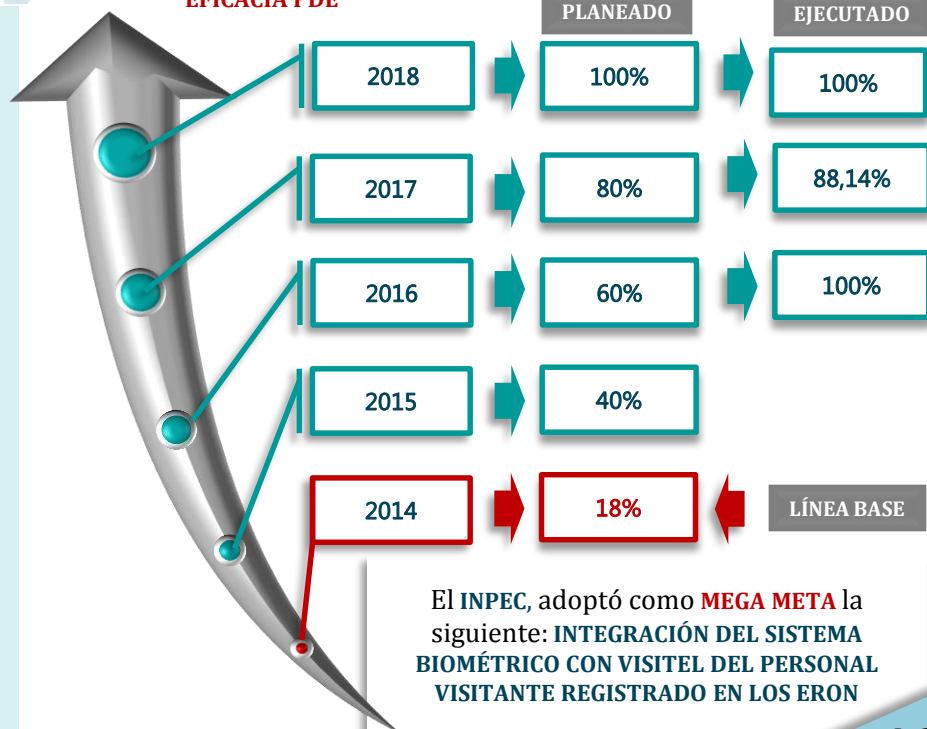 EFICACIA PDE
PLANEADO
EJECUTADO
2018
100%
100%
2017
80%
88,14%
2016
60%
100%
2015
40%
2014
18%
LÍNEA BASE
El INPEC, adoptó como MEGA META la
siguiente: INTEGRACIÓN DEL SISTEMA
BIOMÉTRICO CON VISITEL DEL PERSONAL
VISITANTE REGISTRADO EN LOS ERON